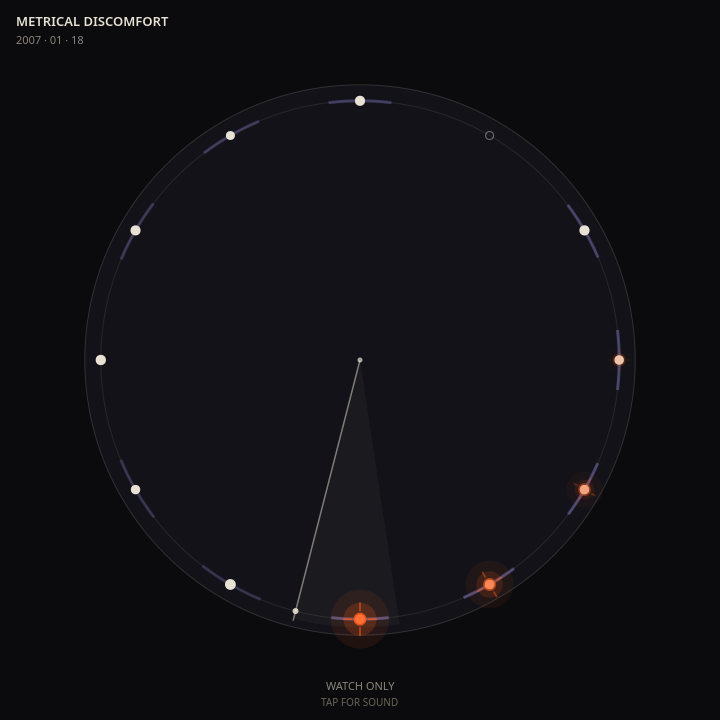 METRICAL DISCOMFORT
2007 · 01 · 18
WATCH ONLY
TAP FOR SOUND